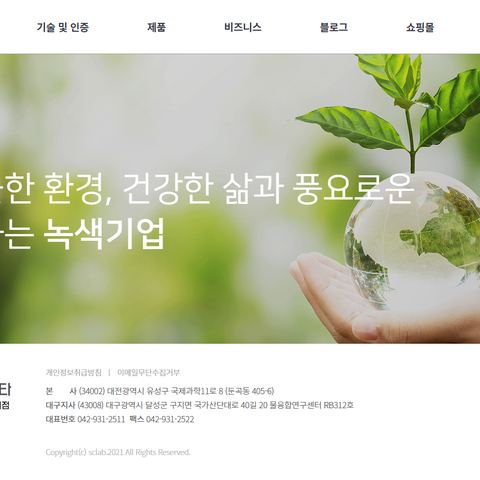 기술 및 인증 제품 비즈니스 블로그 쇼핑몰
한 환경, 건강한 삶과 풍요로운
는 녹색기업
개인정보취급방침 | 이메일무단수집거부
본 사 (34002) 대전광역시 유성구 국제과학11로 8 (둔곡동 405-6)
대구지사 (43008) 대구광역시 달성군 구지면 국가산단대로 40길 20 물융합연구센터 RB312호
대표번호 042-931-2511 팩스 042-931-2522
Copyright(c) sclab.2021 All Rights Reserved.